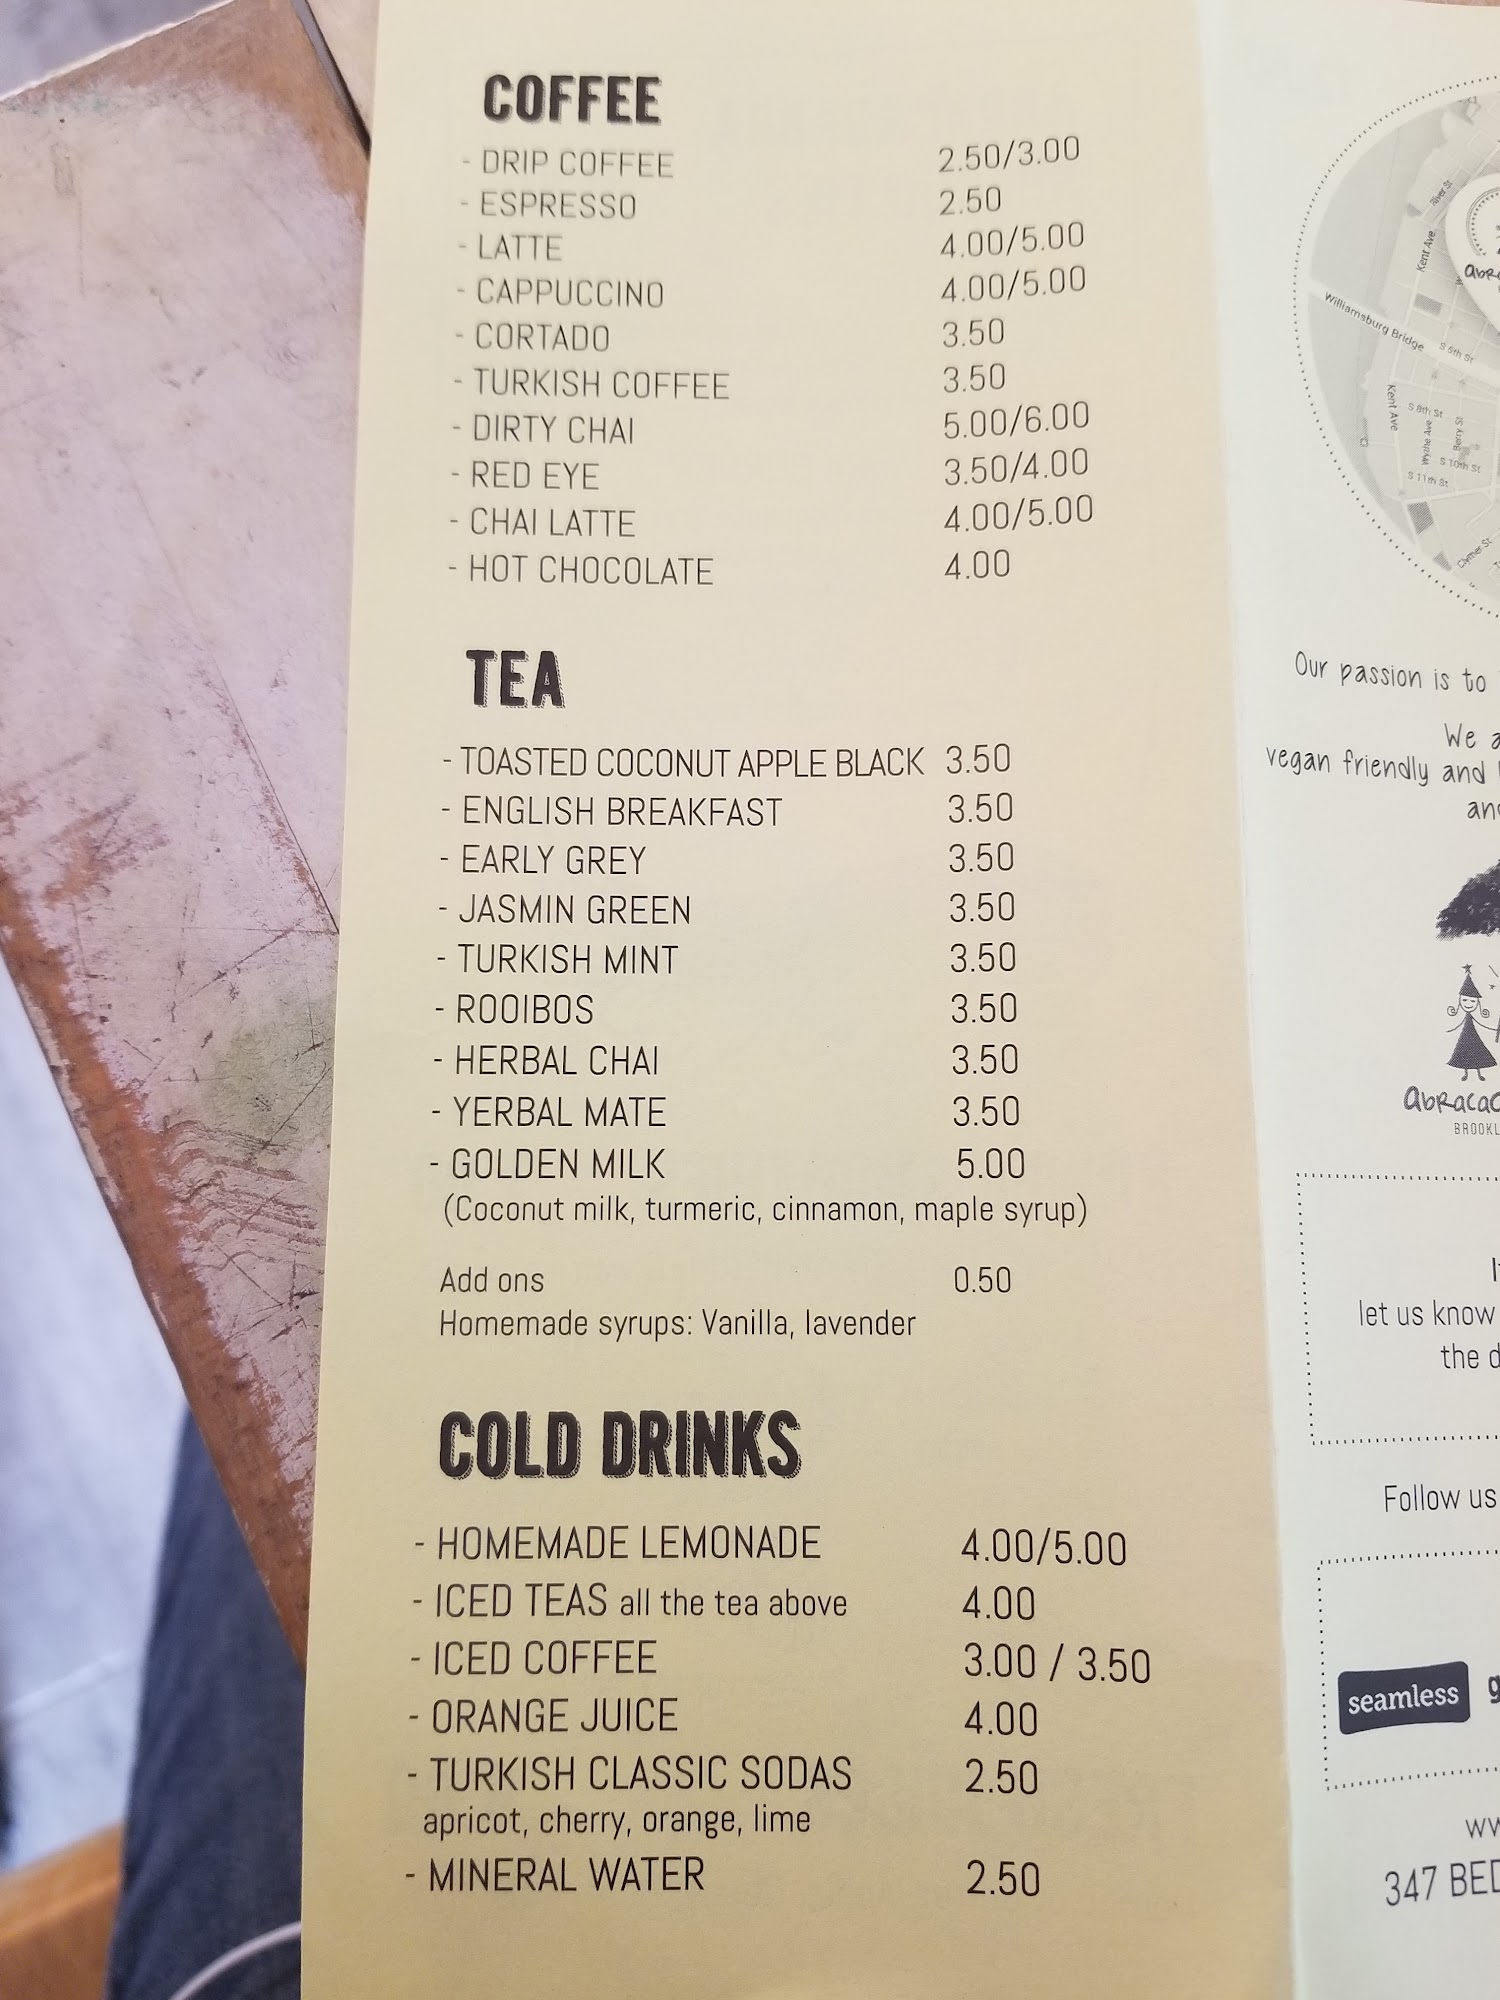 COFFEE
- DRIP COFFEE 2.50/3.00
- ESPRESSO 2.50
- LATTE 4.00/5.00
- CAPPUCCINO 4.00/5.00
- CORTADO 3.50
- TURKISH COFFEE 3.50
- DIRTY CHAI 5.00/6.00
- RED EYE 3.50/4.00
- CHAI LATTE 4.00/5.00
- HOT CHOCOLATE 4.00
TEA
- TOASTED COCONUT APPLE BLACK 3.50
- ENGLISH BREAKFAST 3.50
- EARLY GREY 3.50
- JASMIN GREEN 3.50
- TURKISH MINT 3.50
- ROOIBOS 3.50
- HERBAL CHAI 3.50
- YERBAL MATE 3.50
- GOLDEN MILK 5.00
(Coconut milk, turmeric, cinnamon, maple syrup)
Add ons 0.50
Homemade syrups: Vanilla, lavender
COLD DRINKS
- HOMEMADE LEMONADE 4.00/5.00
- ICED TEAS all the tea above 4.00
- ICED COFFEE 3.00 / 3.50
- ORANGE JUICE 4.00
- TURKISH CLASSIC SODAS 2.50
apricot, cherry, orange, lime
- MINERAL WATER 2.50
River St
Kent Ave
Williamsburg Bridge
S 5th St
Kent Ave
S 8th St
Wythe Ave
Berry St
S 10th St
S 11th St
Clymer St
Our passion is to
We
vegan friendly and
let us know
the
Follow us
seamless
347